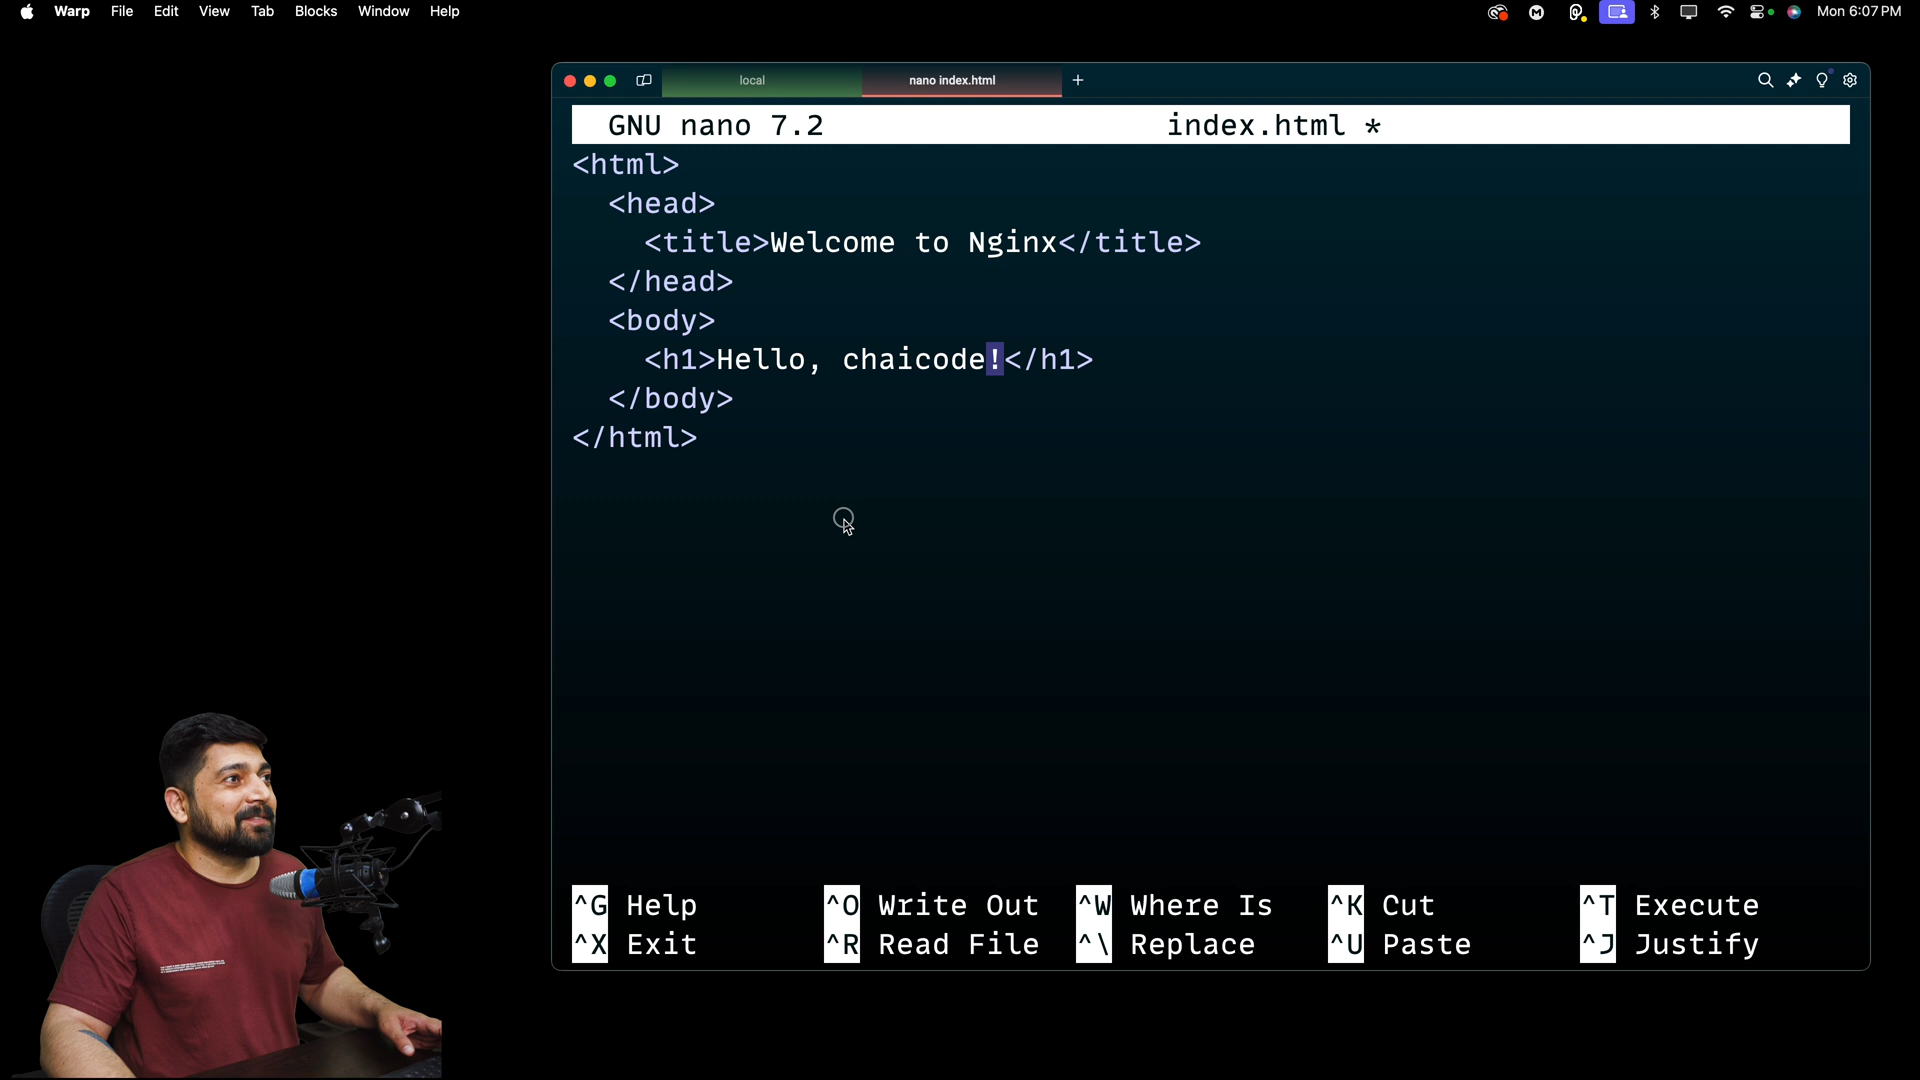 Warp File Edit View Tab Blocks Window Help Mon 6:07 PM
local nano index.html +
GNU nano 7.2 index.html *
<html>
<head>
<title>Welcome to Nginx</title>
</head>
<body>
<h1>Hello, chaicode!</h1>
</body>
</html>
^G Help ^O Write Out ^W Where Is ^K Cut ^T Execute
^X Exit ^R Read File ^\ Replace ^U Paste ^J Justify